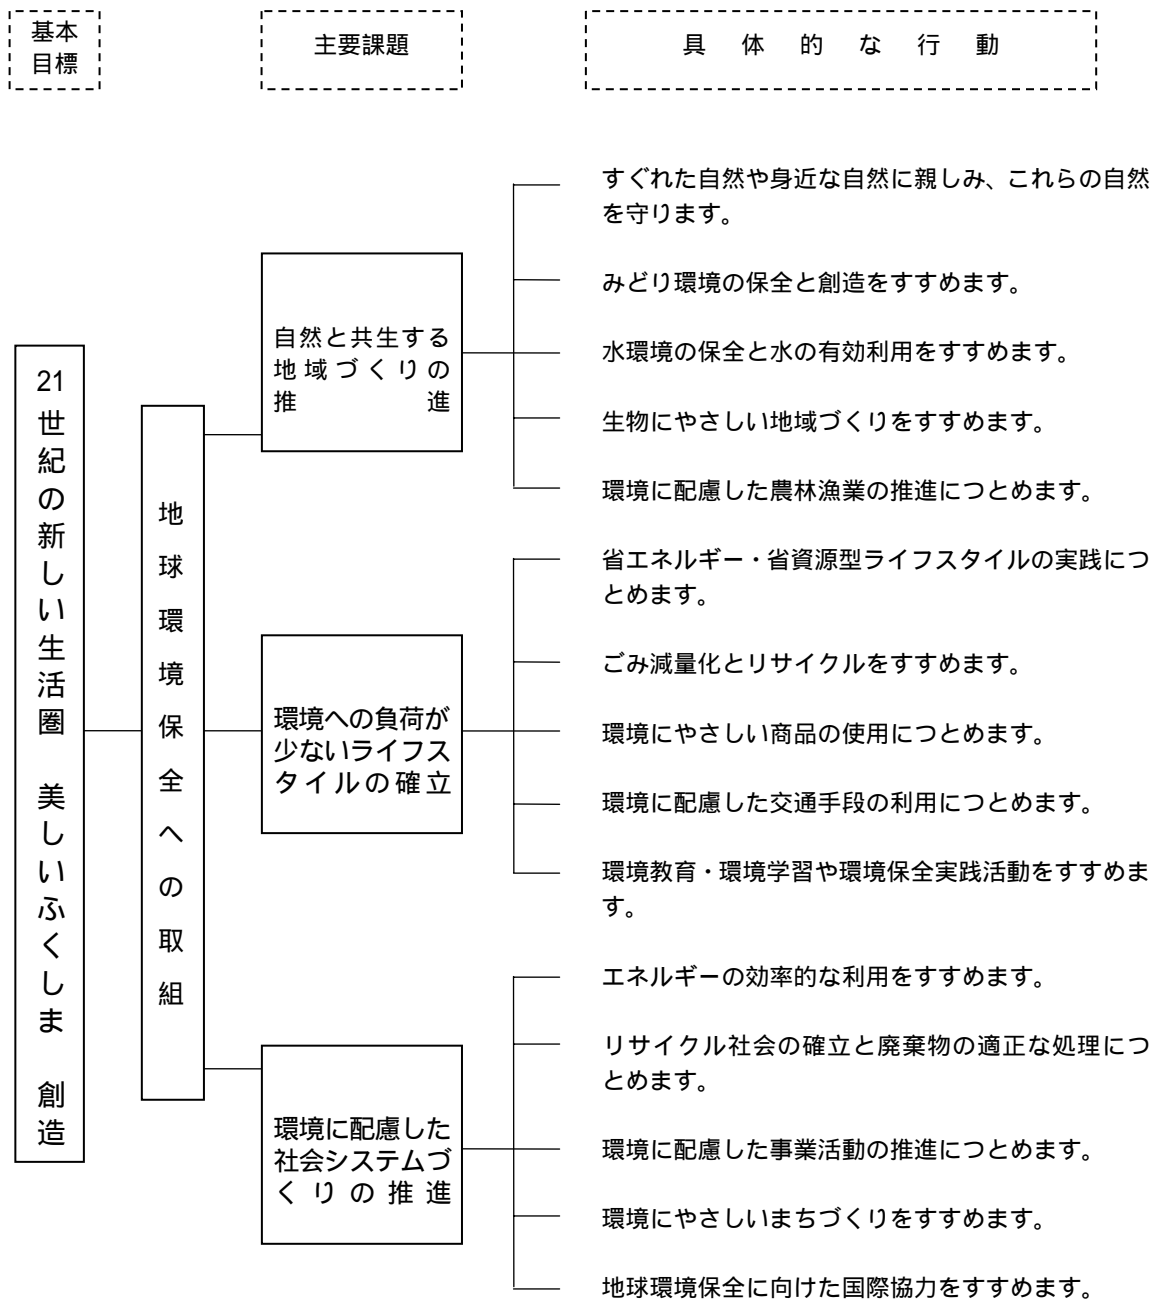 基本
目標
主要課題
具体的な行動
21世紀の新しい生活圏　美しいふくしま　創造
地球環境保全への取組
自然と共生する
地域づくりの
推進
すぐれた自然や身近な自然に親しみ、これらの自然
を守ります。
みどり環境の保全と創造をすすめます。
水環境の保全と水の有効利用をすすめます。
生物にやさしい地域づくりをすすめます。
環境に配慮した農林漁業の推進につとめます。
環境への負荷が
少ないライフス
タイルの確立
省エネルギー・省資源型ライフスタイルの実践につ
とめます。
ごみ減量化とリサイクルをすすめます。
環境にやさしい商品の使用につとめます。
環境に配慮した交通手段の利用につとめます。
環境教育・環境学習や環境保全実践活動をすすめま
す。
環境に配慮した
社会システムづ
くりの推進
エネルギーの効率的な利用をすすめます。
リサイクル社会の確立と廃棄物の適正な処理につ
とめます。
環境に配慮した事業活動の推進につとめます。
環境にやさしいまちづくりをすすめます。
地球環境保全に向けた国際協力をすすめます。